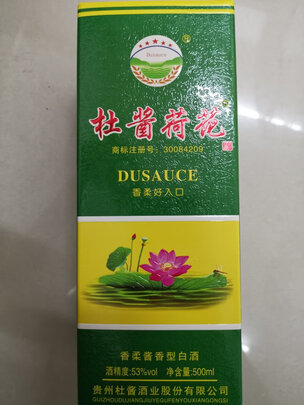 Dusauce
杜酱荷花
商标注册号：30084209
DUSAUCE
香柔好入口
香柔酱香型白酒
酒精度:53%vol 净含量:500ml
贵州杜酱酒业股份有限公司
GUIZHOUDUJIANGJIUYEGUFENYOUXIANGONGSI